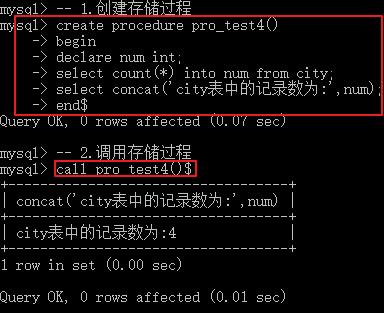 mysql> -- 1.创建存储过程
mysql> create procedure pro_test4()
-> begin
-> declare num int;
-> select count(*) into num from city;
-> select concat('city表中的记录数为:',num);
-> end$
Query OK, 0 rows affected (0.07 sec)
mysql> -- 2.调用存储过程
mysql> call pro_test4()$
+--------------------------------+
| concat('city表中的记录数为:',num) |
+--------------------------------+
| city表中的记录数为:4 |
+--------------------------------+
1 row in set (0.00 sec)
Query OK, 0 rows affected (0.01 sec)